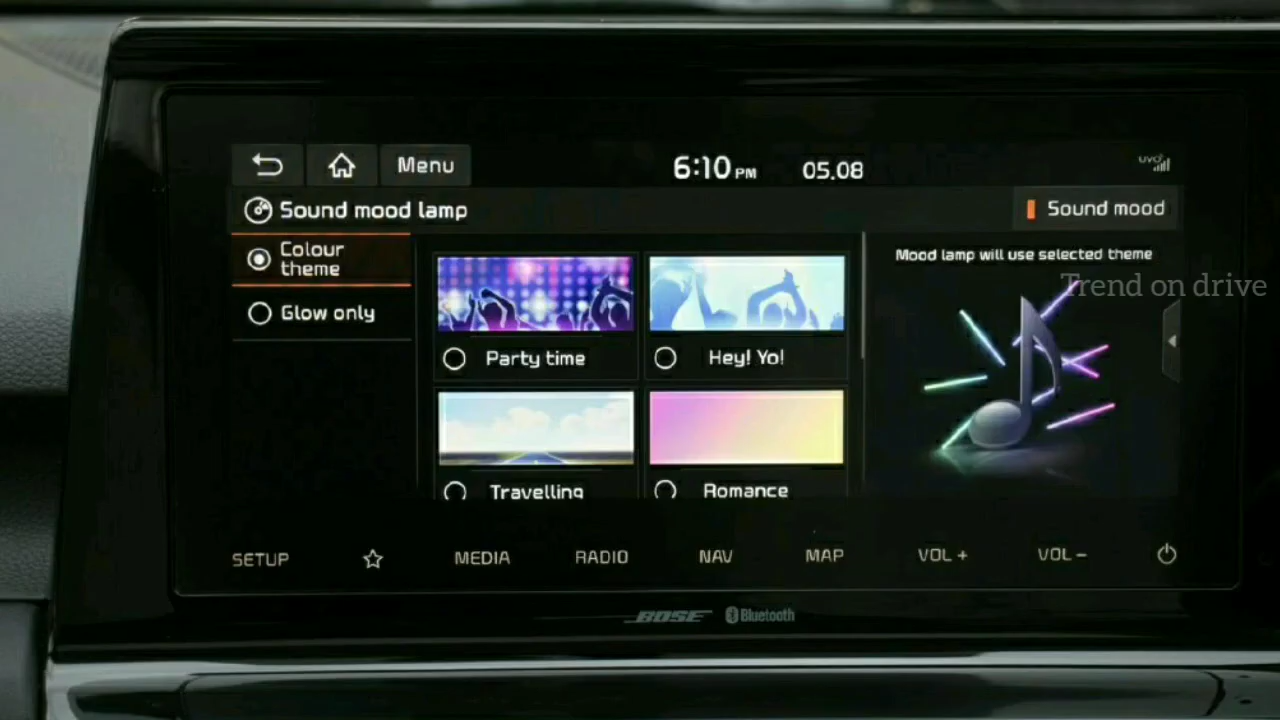 Menu
6:10 PM
05.08
UVO
Sound mood lamp
Sound mood
Colour
theme
Glow only
Party time
Hey! Yo!
Travelling
Romance
Mood lamp will use selected theme
Trend on drive
SETUP
MEDIA
RADIO
NAV
MAP
VOL +
VOL –
BOSE
Bluetooth